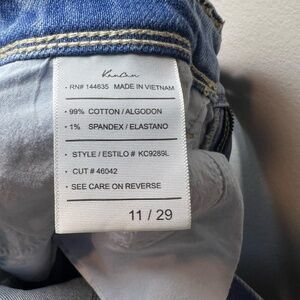 KanCan
• RN# 144635 MADE IN VIETNAM
• 99% COTTON / ALGODON
• 1% SPANDEX / ELASTANO
• STYLE / ESTILO # KC9289L
• CUT # 46042
• SEE CARE ON REVERSE
11 / 29